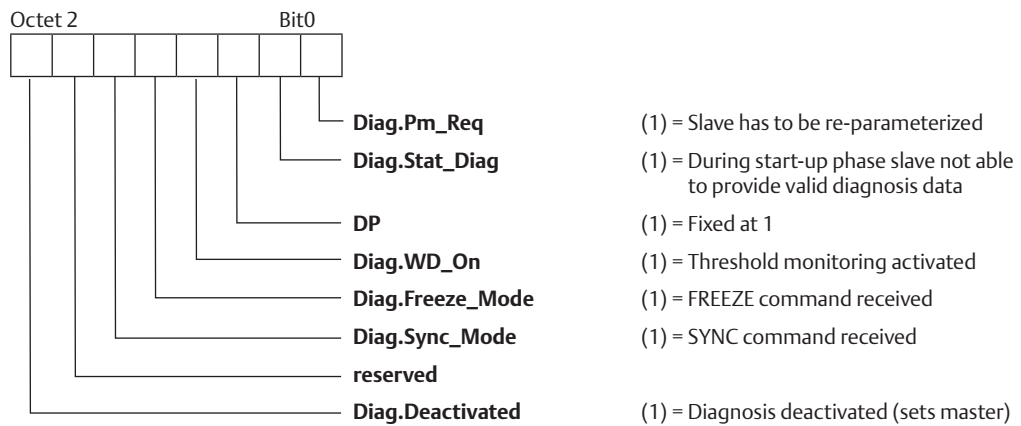 Octet 2 Bit0
Diag.Pm_Req (1) = Slave has to be re-parameterized
Diag.Stat_Diag (1) = During start-up phase slave not able
to provide valid diagnosis data
DP (1) = Fixed at 1
Diag.WD_On (1) = Threshold monitoring activated
Diag.Freeze_Mode (1) = FREEZE command received
Diag.Sync_Mode (1) = SYNC command received
reserved
Diag.Deactivated (1) = Diagnosis deactivated (sets master)